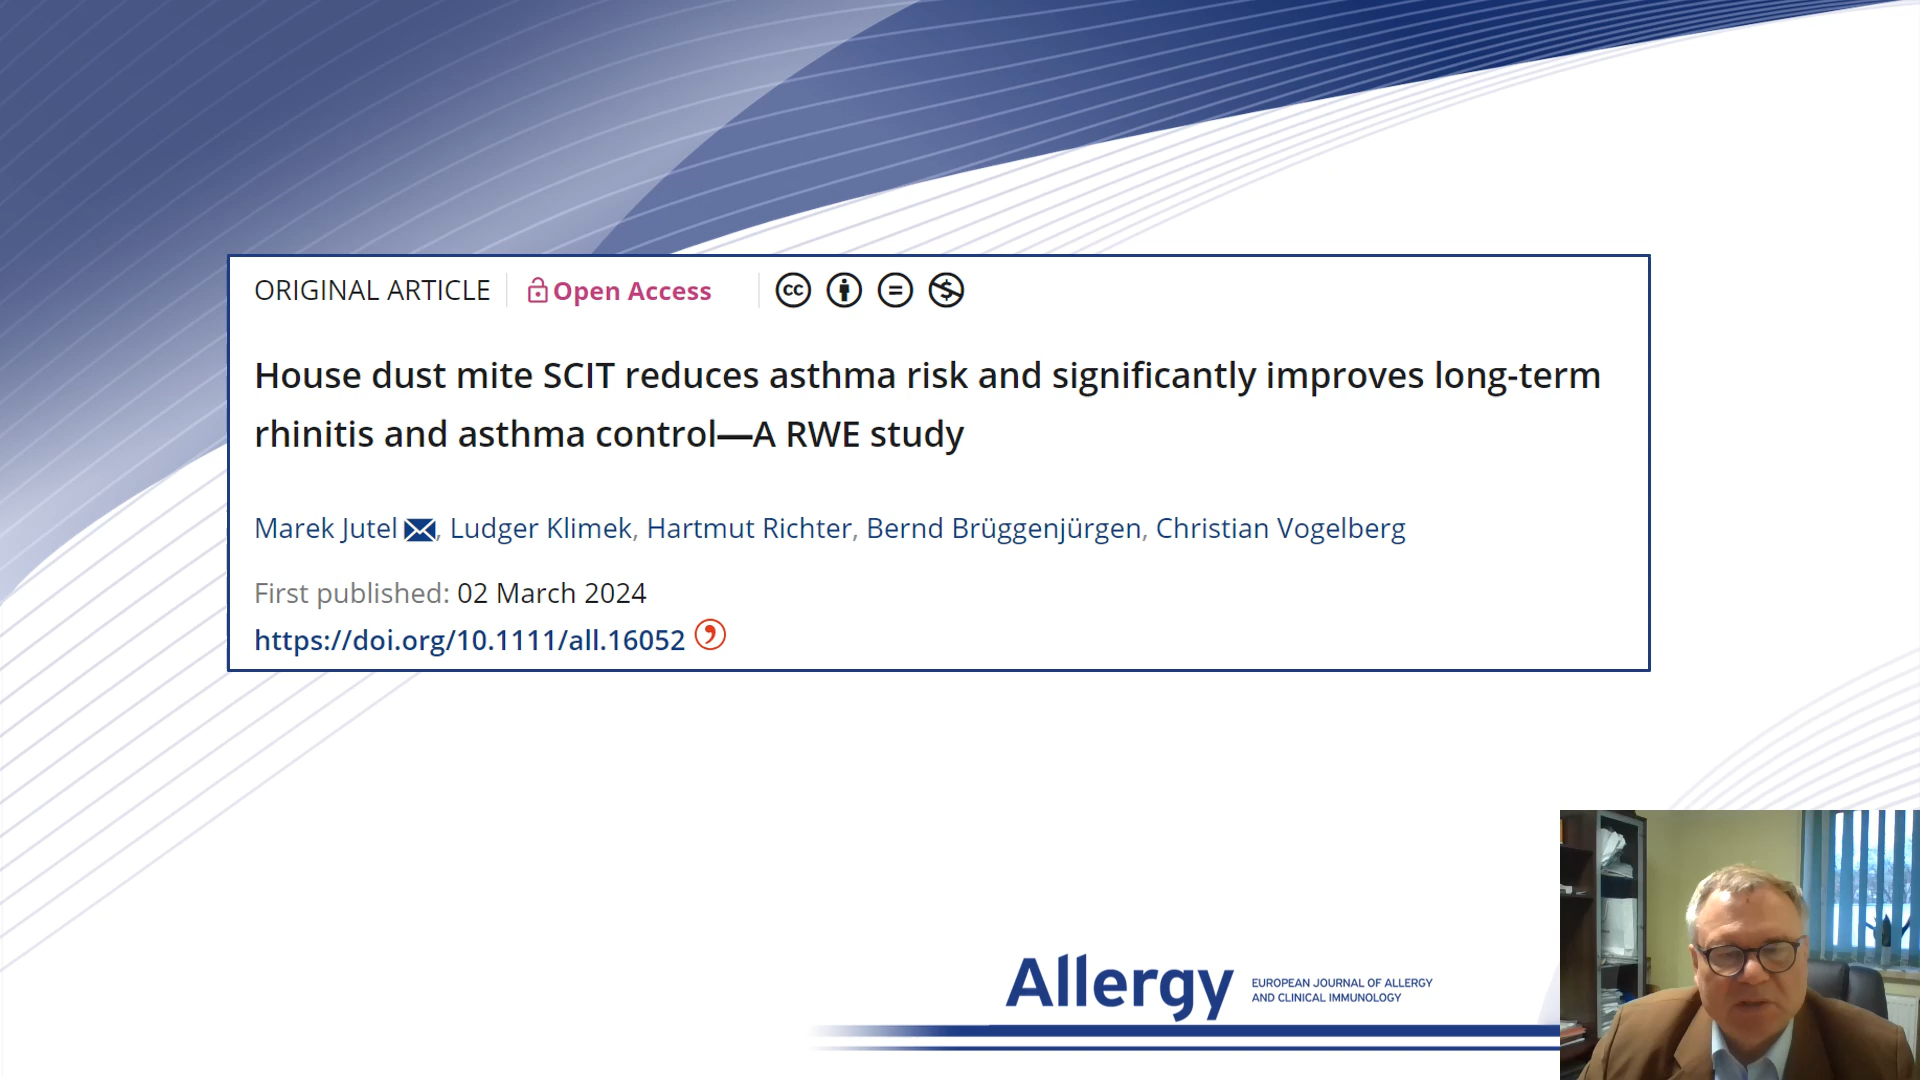 ORIGINAL ARTICLE Open Access
House dust mite SCIT reduces asthma risk and significantly improves long-term
rhinitis and asthma control—A RWE study
Marek Jutel, Ludger Klimek, Hartmut Richter, Bernd Brüggenjürgen, Christian Vogelberg
First published: 02 March 2024
https://doi.org/10.1111/all.16052
Allergy
EUROPEAN JOURNAL OF ALLERGY
AND CLINICAL IMMUNOLOGY